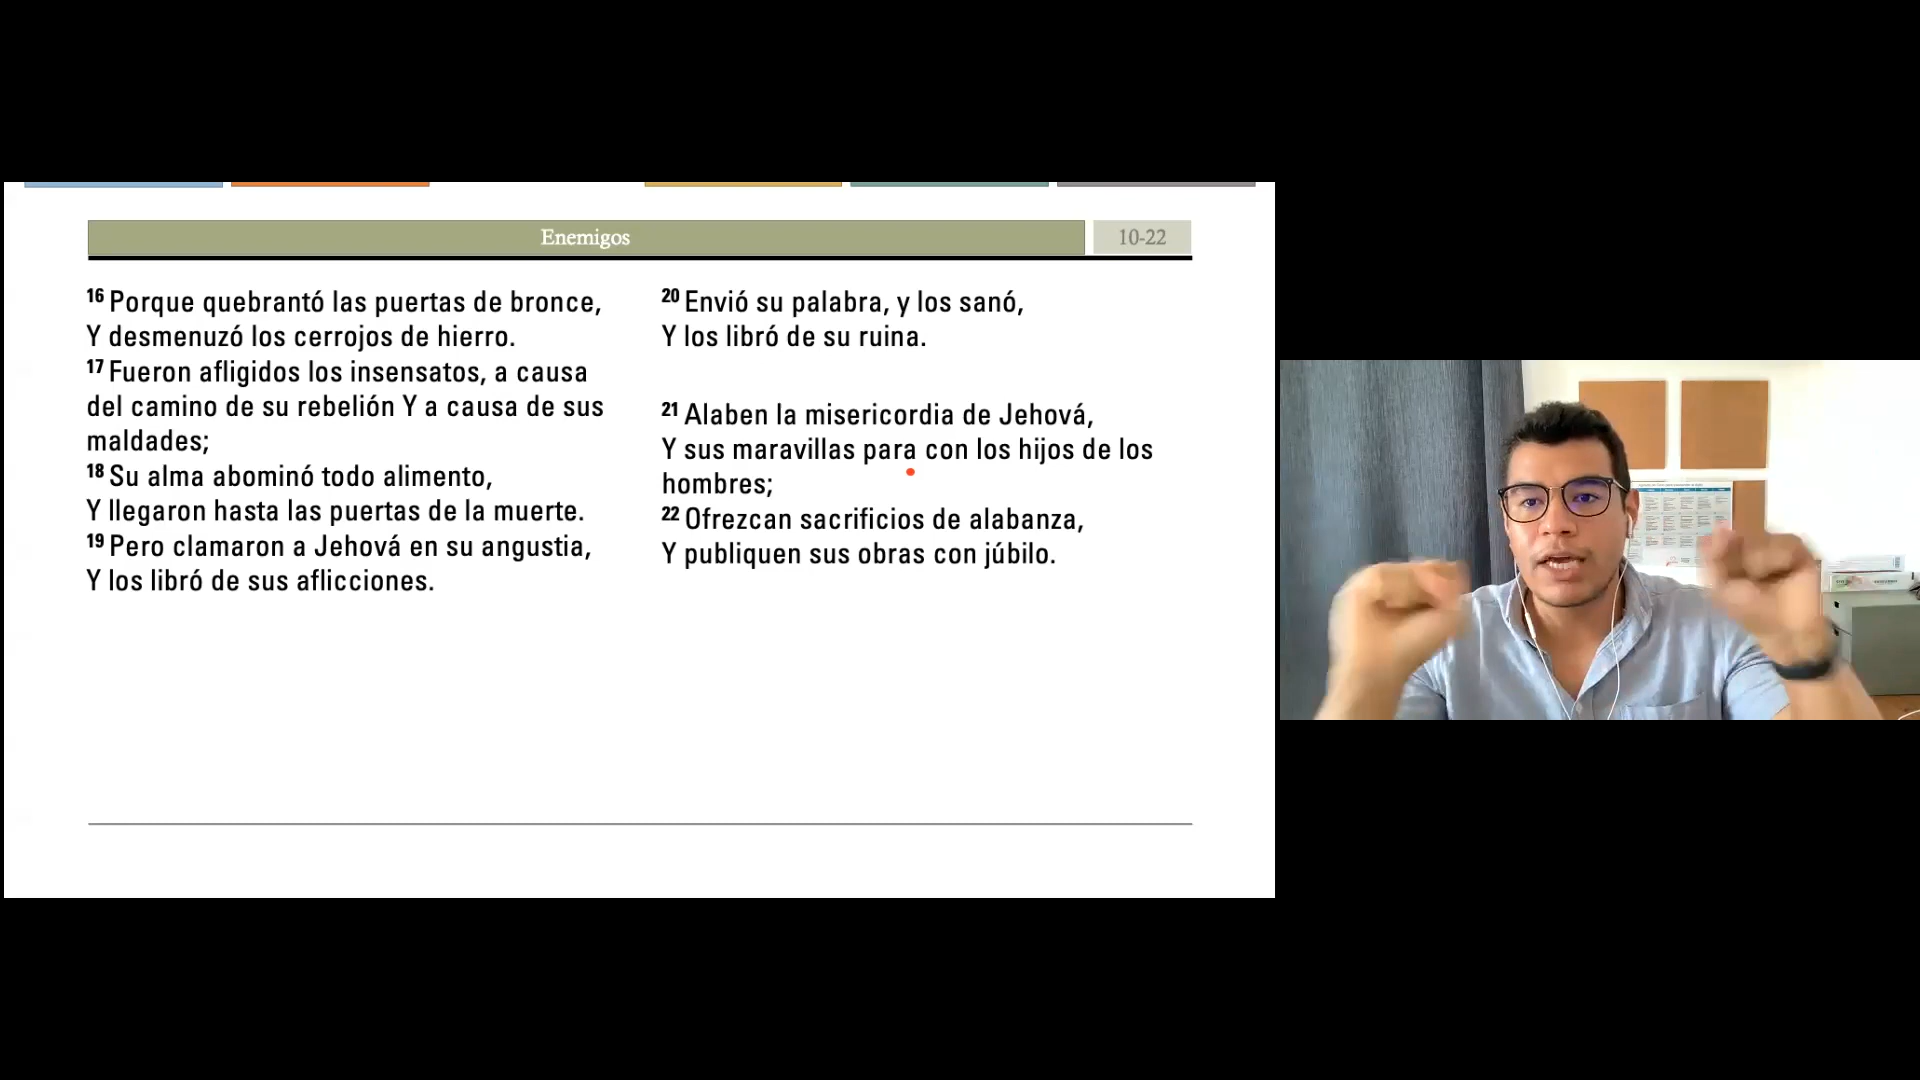 Enemigos
10-22
16 Porque quebrantó las puertas de bronce,
Y desmenuzó los cerrojos de hierro.
17 Fueron afligidos los insensatos, a causa
del camino de su rebelión Y a causa de sus
maldades;
18 Su alma abominó todo alimento,
Y llegaron hasta las puertas de la muerte.
19 Pero clamaron a Jehová en su angustia,
Y los libró de sus aflicciones.
20 Envió su palabra, y los sanó,
Y los libró de su ruina.
21 Alaben la misericordia de Jehová,
Y sus maravillas para con los hijos de los
hombres;
22 Ofrezcan sacrificios de alabanza,
Y publiquen sus obras con júbilo.